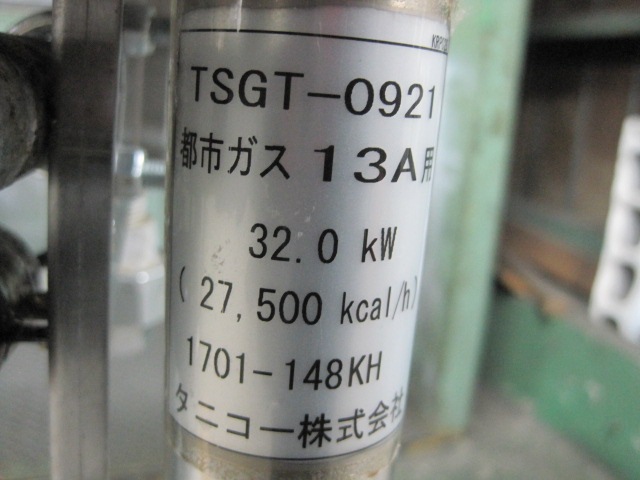 TSGT-0921
都市ガス 13A用
32.0 kW
( 27,500 kcal/h)
1701-148KH
タニコー株式会社